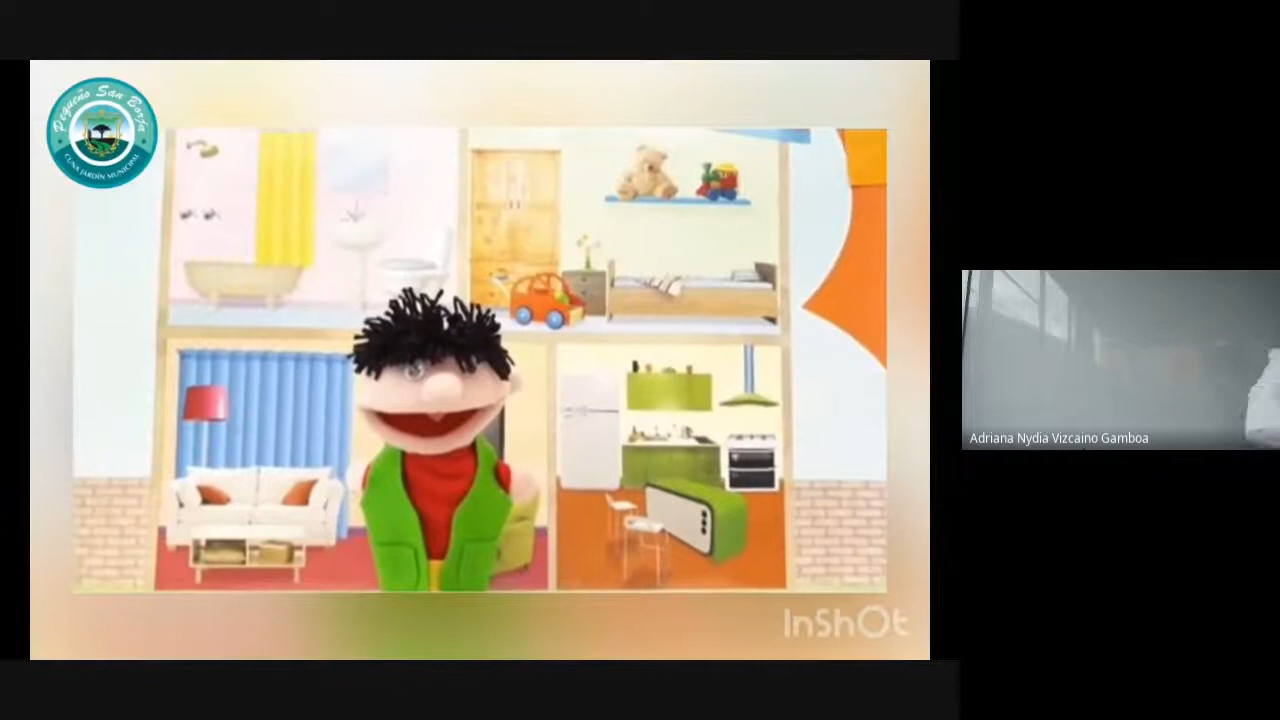 Pequeño San Borja
CUNA JARDÍN MUNICIPAL
InShOt
Adriana Nydia Vizcaino Gamboa